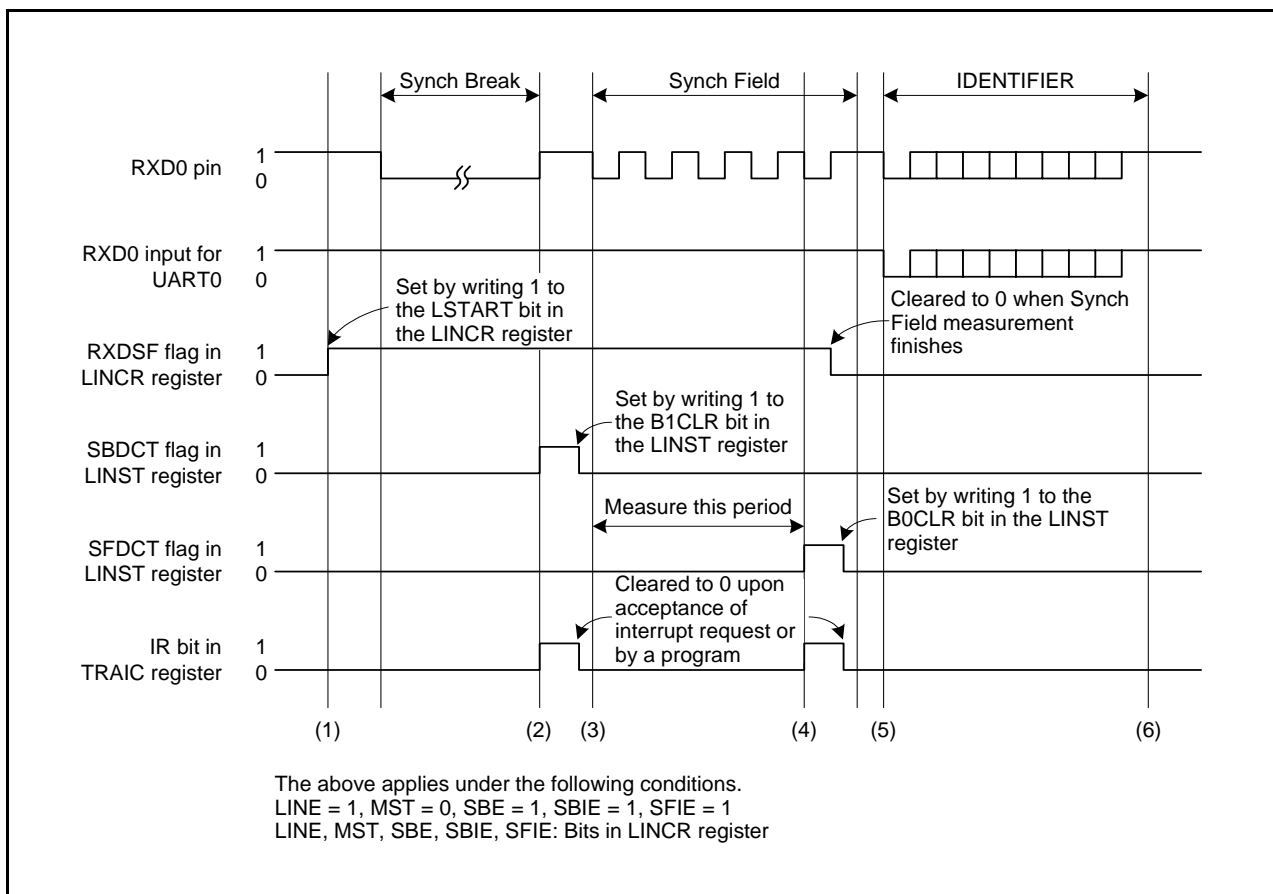 Synch Break
Synch Field
IDENTIFIER
RXD0 pin
1
0
RXD0 input for
UART0
1
0
Set by writing 1 to
the LSTART bit in
the LINCR register
Cleared to 0 when Synch
Field measurement
finishes
RXDSF flag in
LINCR register
1
0
Set by writing 1 to
the B1CLR bit in
the LINST register
SBDCT flag in
LINST register
1
0
Measure this period
Set by writing 1 to the
B0CLR bit in the LINST
register
SFDCT flag in
LINST register
1
0
Cleared to 0 upon
acceptance of
interrupt request or
by a program
IR bit in
TRAIC register
1
0
(1)
(2)
(3)
(4)
(5)
(6)
The above applies under the following conditions.
LINE = 1, MST = 0, SBE = 1, SBIE = 1, SFIE = 1
LINE, MST, SBE, SBIE, SFIE: Bits in LINCR register